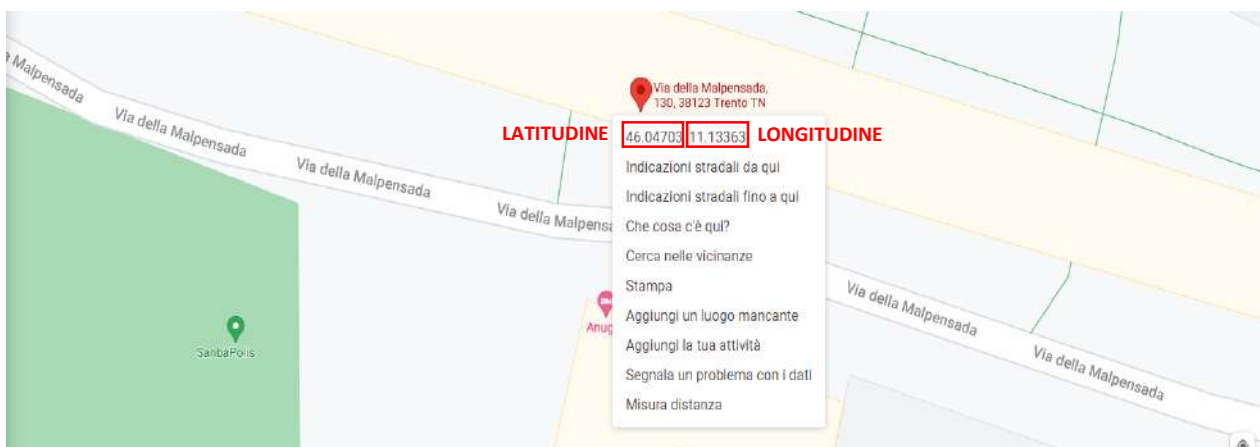 Malpensada
Via della Malpensada
Via della Malpensada
Via della Malpensa
Via della Malpensada,
130, 38123 Trento TN
LATITUDINE 46.04703 11.13363 LONGITUDINE
Indicazioni stradali da qui
Indicazioni stradali fino a qui
Che cosa c'è qui?
Cerca nelle vicinanze
Stampa
Aggiungi un luogo mancante
Aggiungi la tua attività
Segnala un problema con i dati
Misura distanza
Via della Malpensada
Via della Malpensada
Anug
SanbaPolis